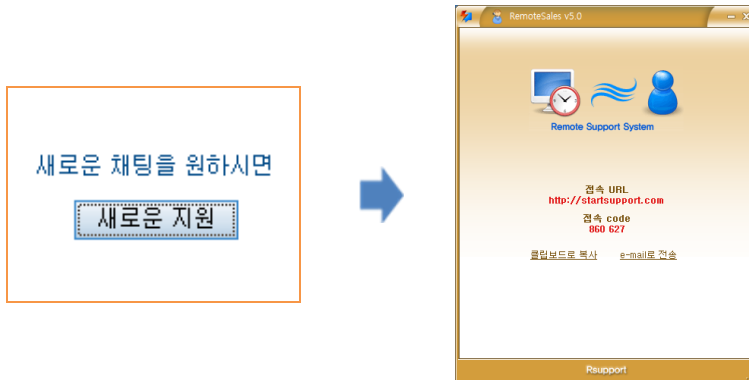 새로운 채팅을 원하시면
새로운 지원
RemoteSales v5.0
Remote Support System
접속 URL
http://startsupport.com
접속 code
860 627
클립보드로 복사 e-mail로 전송
Rsupport